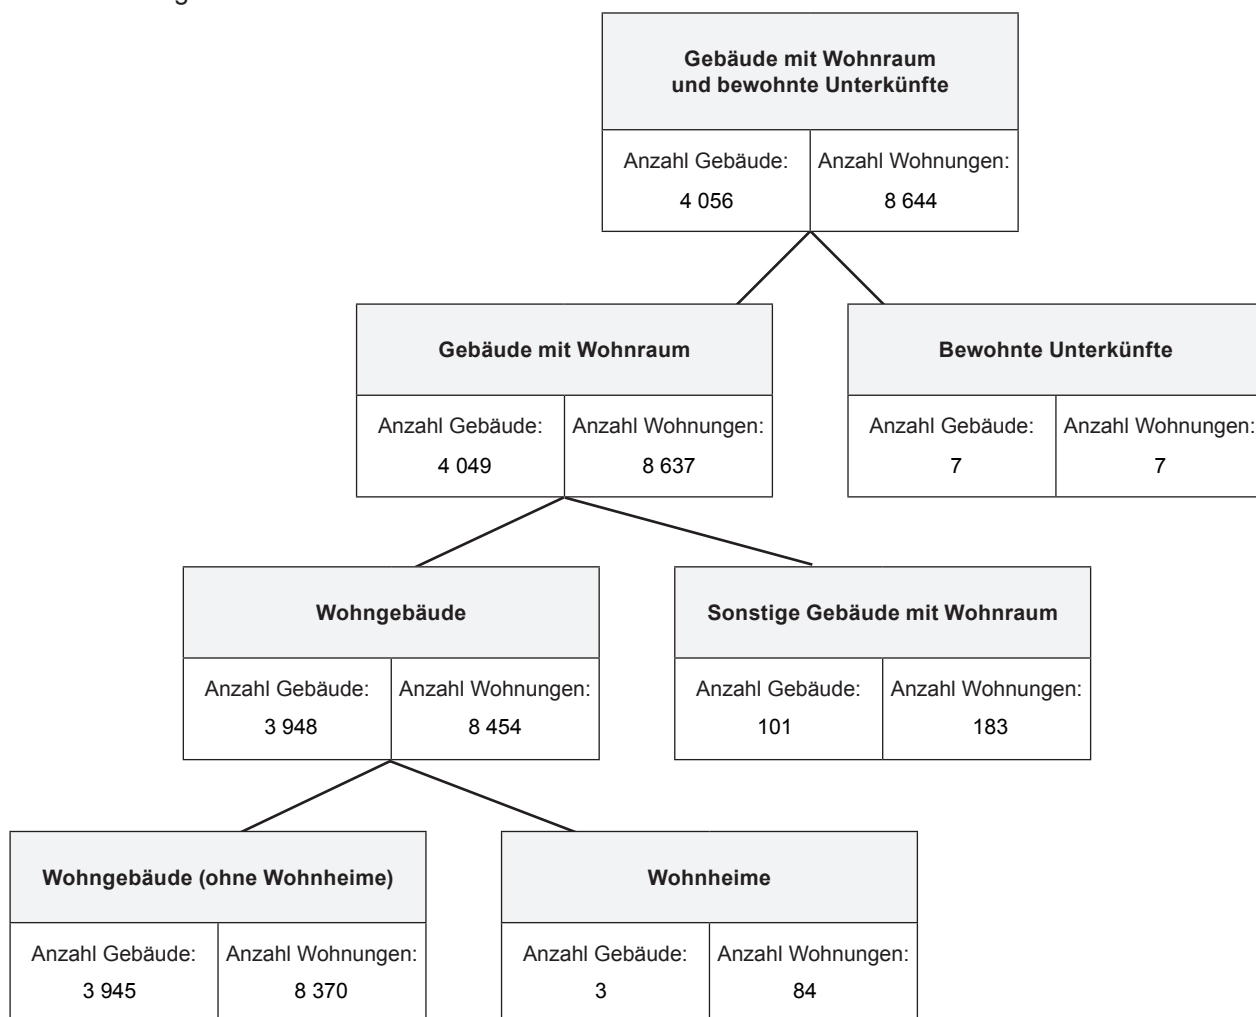 Gebäude mit Wohnraum
und bewohnte Unterkünfte
Anzahl Gebäude: Anzahl Wohnungen:
4 056 8 644
Gebäude mit Wohnraum Bewohnte Unterkünfte
Anzahl Gebäude: Anzahl Wohnungen: Anzahl Gebäude: Anzahl Wohnungen:
4 049 8 637 7 7
Wohngebäude Sonstige Gebäude mit Wohnraum
Anzahl Gebäude: Anzahl Wohnungen: Anzahl Gebäude: Anzahl Wohnungen:
3 948 8 454 101 183
Wohngebäude (ohne Wohnheime) Wohnheime
Anzahl Gebäude: Anzahl Wohnungen: Anzahl Gebäude: Anzahl Wohnungen:
3 945 8 370 3 84